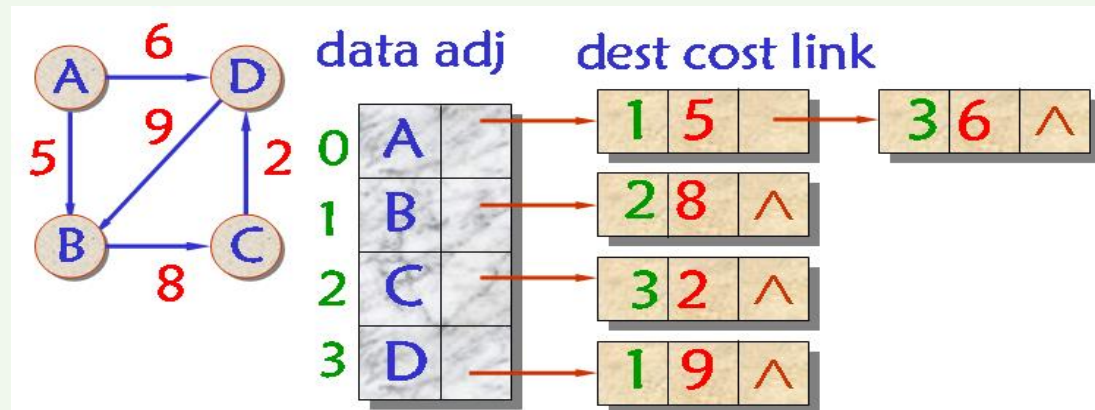 6
A D
9
5 2
B C
8
data adj
dest cost link
0 A
1 5
3 6 ∧
1 B
2 8 ∧
2 C
3 2 ∧
3 D
1 9 ∧